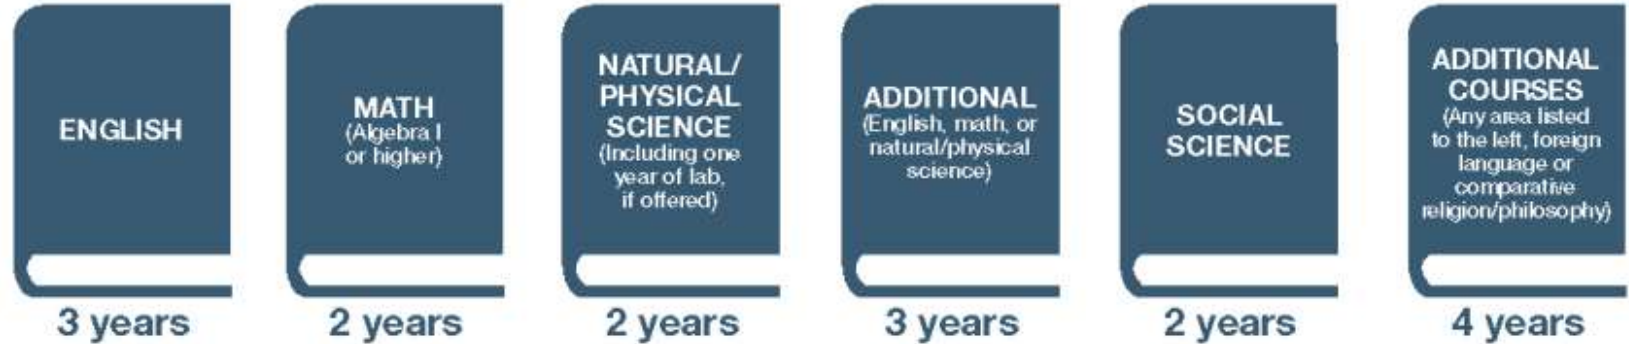 ENGLISH
3 years
MATH
(Algebra I
or higher)
2 years
NATURAL/
PHYSICAL
SCIENCE
(Including one
year of lab,
if offered)
2 years
ADDITIONAL
(English, math, or
natural/physical
science)
3 years
SOCIAL
SCIENCE
2 years
ADDITIONAL
COURSES
(Any area listed
to the left, foreign
language or
comparative
religion/philosophy)
4 years